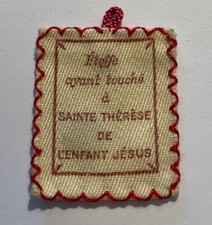 Étoffe
ayant touché
à
SAINTE THÉRÈSE
DE
L'ENFANT JÉSUS